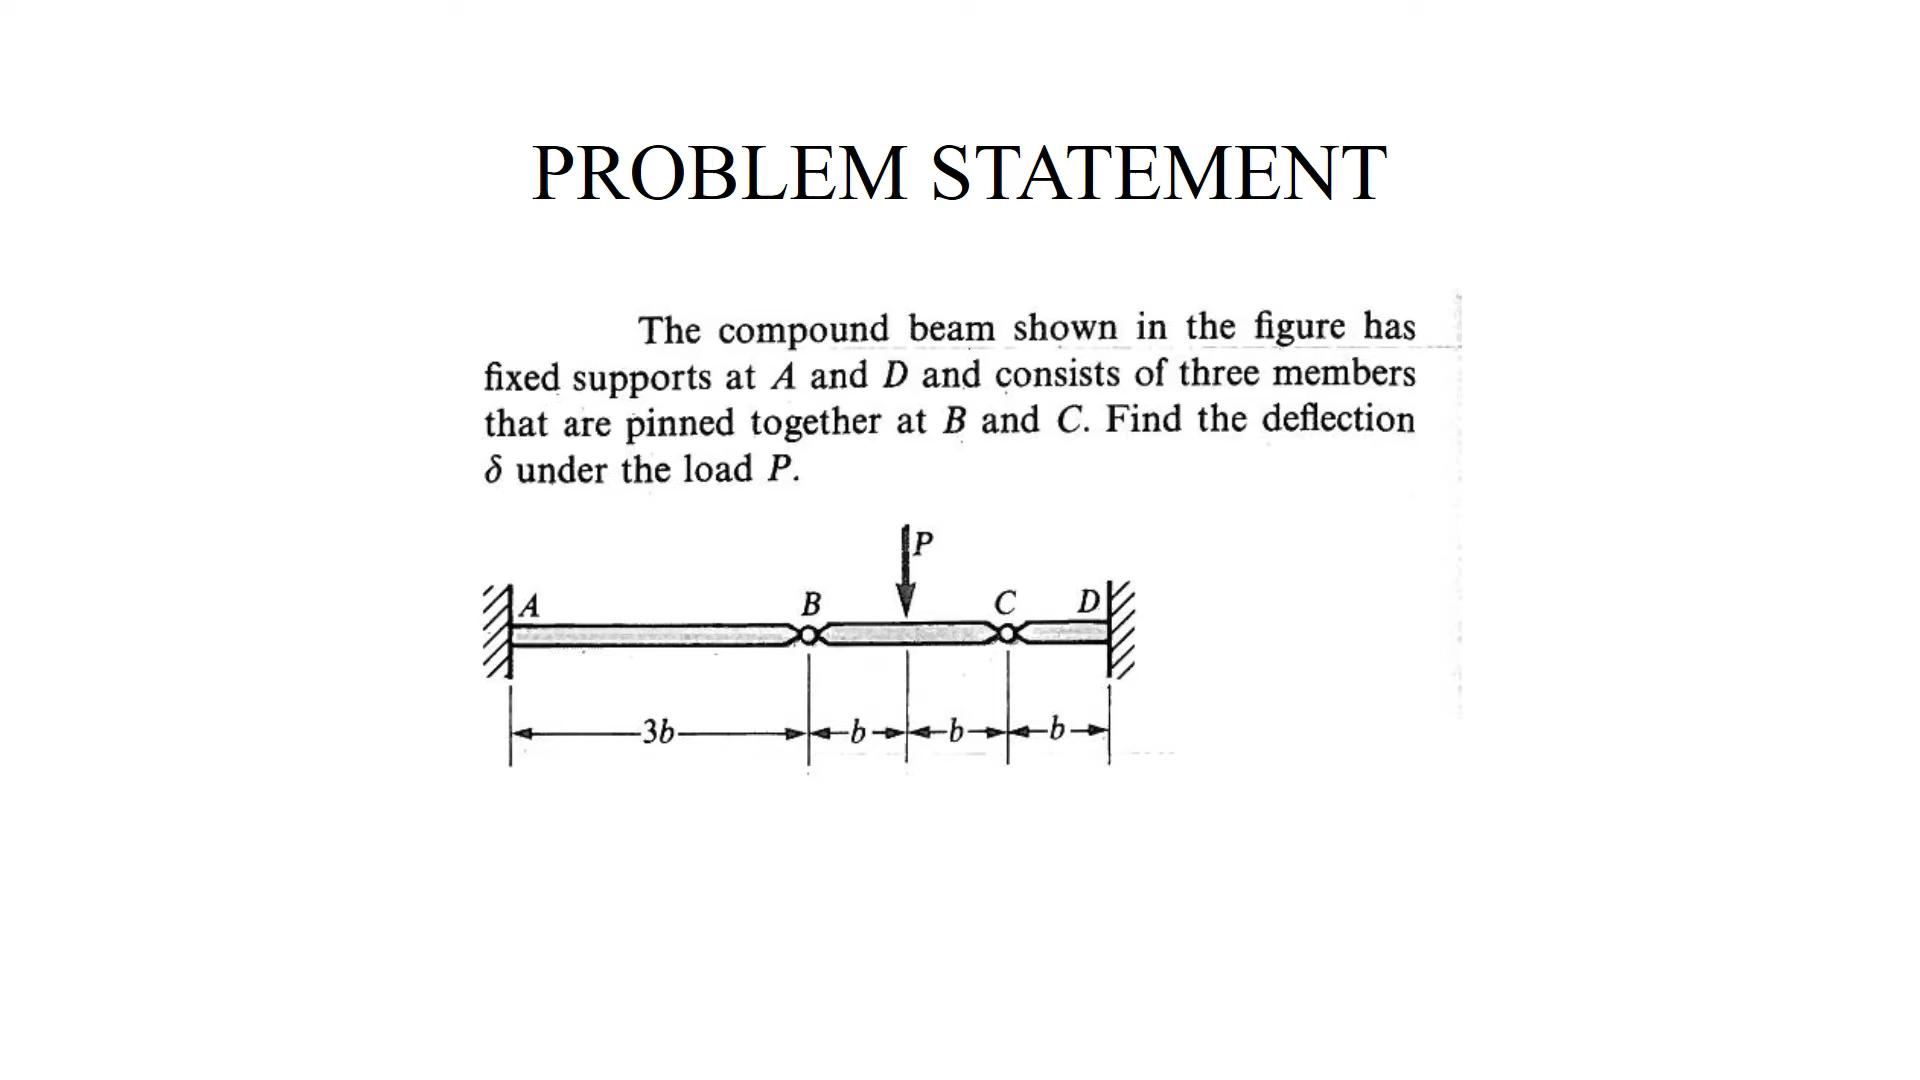 PROBLEM STATEMENT
The compound beam shown in the figure has
fixed supports at A and D and consists of three members
that are pinned together at B and C. Find the deflection
δ under the load P.
P
A B C D
3b b b b